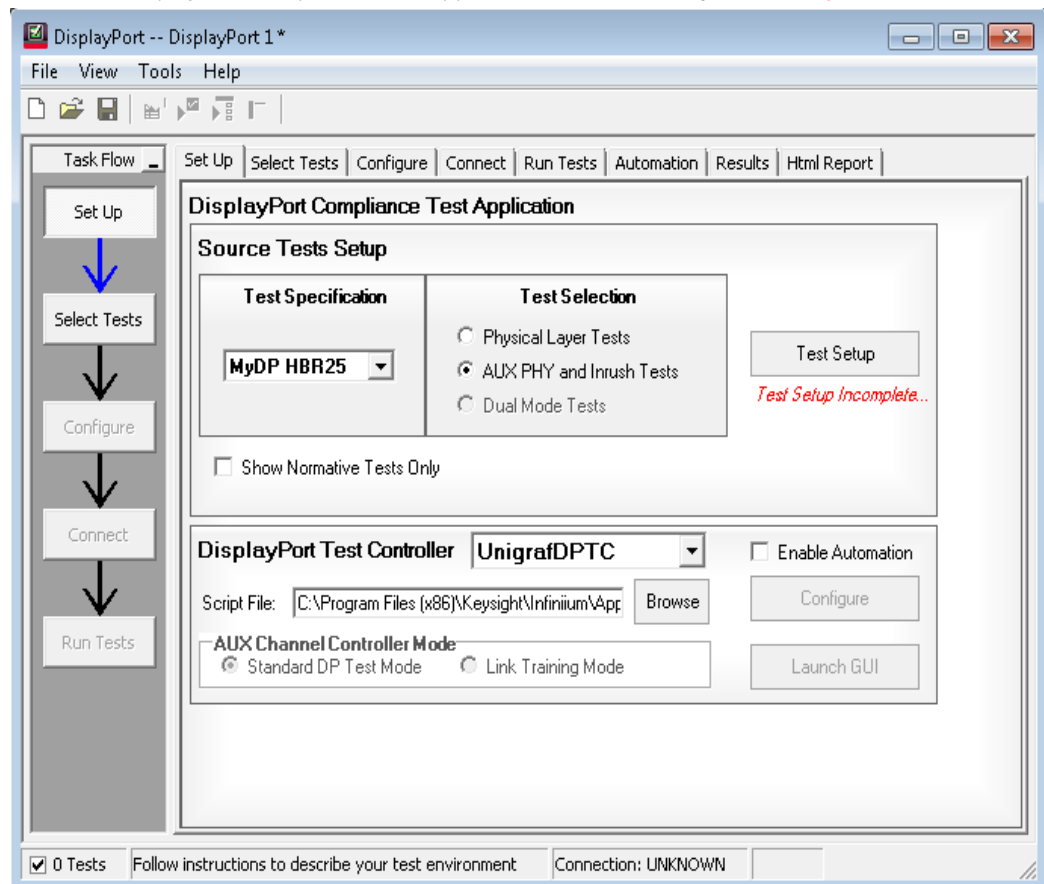 DisplayPort -- DisplayPort 1*
File View Tools Help
Task Flow
Set Up
Select Tests
Configure
Connect
Run Tests
Set Up Select Tests Configure Connect Run Tests Automation Results Html Report
DisplayPort Compliance Test Application
Source Tests Setup
Test Specification
MyDP HBR25
Test Selection
Physical Layer Tests
AUX PHY and Inrush Tests
Dual Mode Tests
Test Setup
Test Setup Incomplete...
Show Normative Tests Only
DisplayPort Test Controller UnigrafDPTC Enable Automation
Script File: C:\Program Files (x86)\Keysight\Infiniium\App Browse Configure
AUX Channel Controller Mode
Standard DP Test Mode Link Training Mode Launch GUI
0 Tests Follow instructions to describe your test environment Connection: UNKNOWN